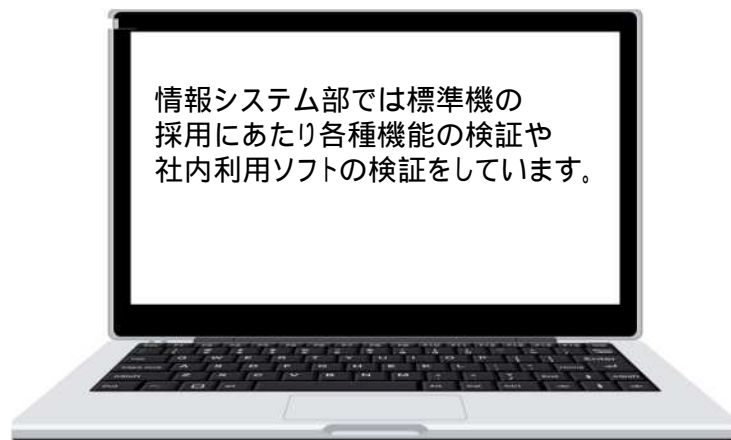 情報システム部では標準機の
採用にあたり各種機能の検証や
社内利用ソフトの検証をしています。